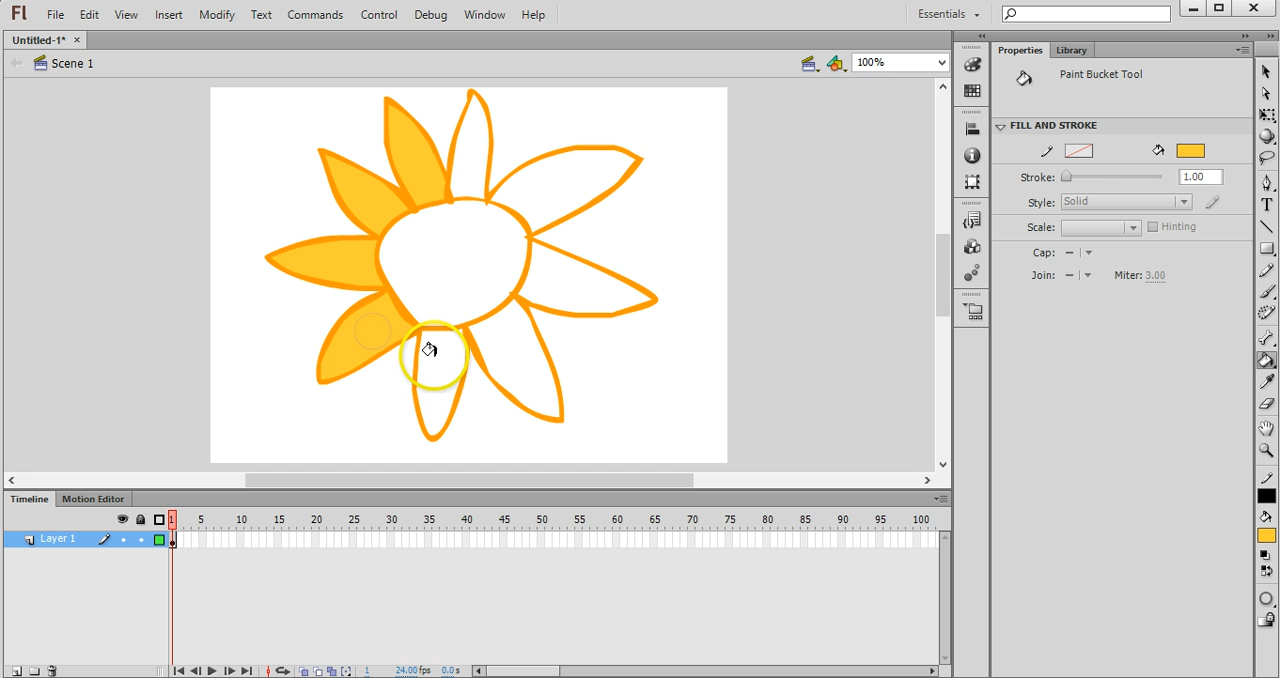 Fl File Edit View Insert Modify Text Commands Control Debug Window Help Essentials
Untitled-1* ×
Scene 1 100%
Properties Library
Paint Bucket Tool
FILL AND STROKE
Stroke: 1.00
Style: Solid
Scale: Hinting
Cap:
Join: Miter: 3.00
Timeline Motion Editor
1 5 10 15 20 25 30 35 40 45 50 55 60 65 70 75 80 85 90 95 100
Layer 1
1 24.00 fps 0.0 s